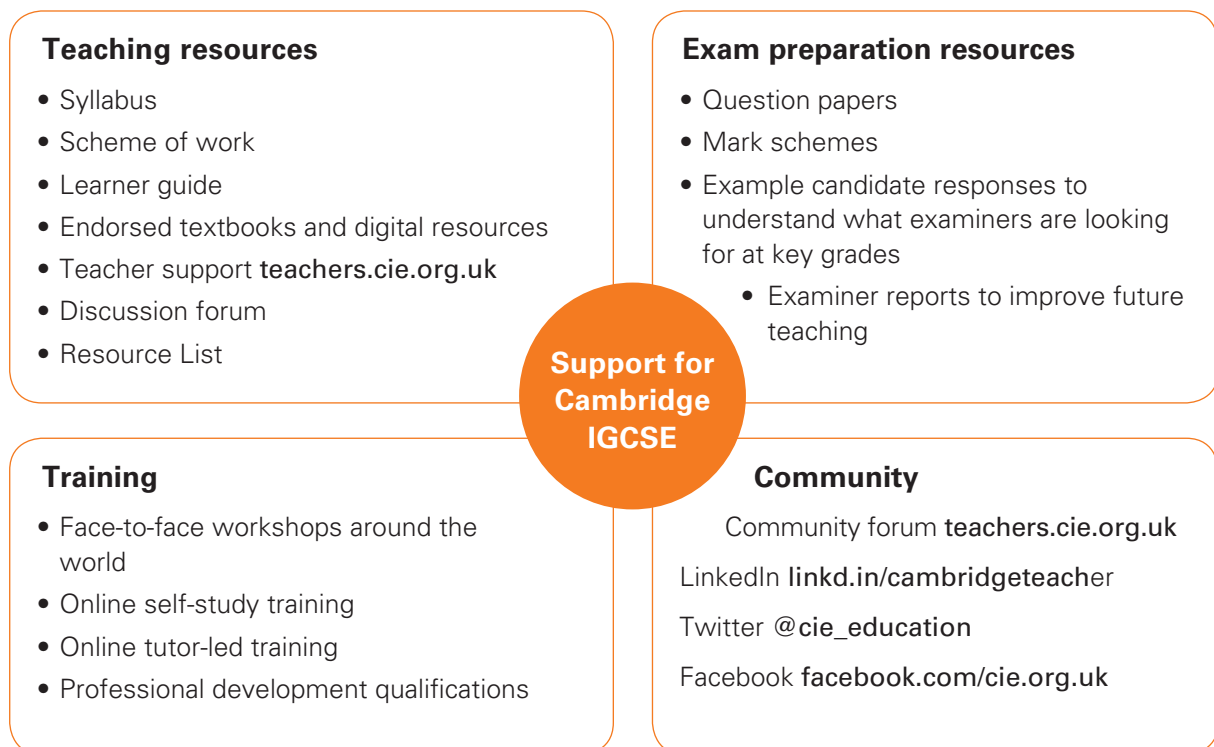 Teaching resources
• Syllabus
• Scheme of work
• Learner guide
• Endorsed textbooks and digital resources
• Teacher support teachers.cie.org.uk
• Discussion forum
• Resource List
Exam preparation resources
• Question papers
• Mark schemes
• Example candidate responses to
understand what examiners are looking
for at key grades
• Examiner reports to improve future
teaching
Support for
Cambridge
IGCSE
Training
• Face-to-face workshops around the
world
• Online self-study training
• Online tutor-led training
• Professional development qualifications
Community
Community forum teachers.cie.org.uk
LinkedIn linkd.in/cambridgeteacher
Twitter @cie_education
Facebook facebook.com/cie.org.uk